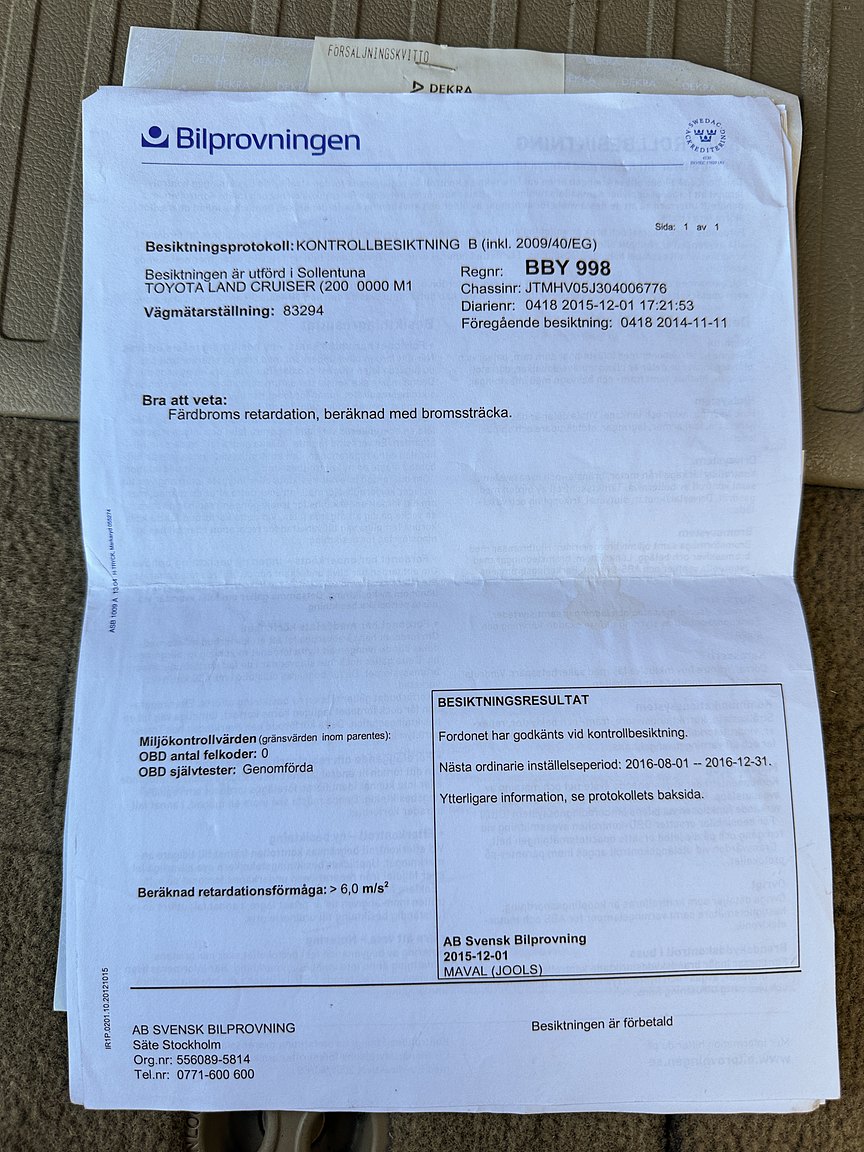 FÖRSÄLJNINGSKVITTO
DEKRA
Bilprovningen
SWEDAC ACKREDITERING
Sida: 1 av 1
Besiktningsprotokoll: KONTROLLBESIKTNING B (inkl. 2009/40/EG)
Besiktningen är utförd i Sollentuna
TOYOTA LAND CRUISER (200 0000 M1
Vägmätarställning: 83294
Regnr: BBY 998
Chassinr: JTMHV05J304006776
Diarienr: 0418 2015-12-01 17:21:53
Föregående besiktning: 0418 2014-11-11
Bra att veta:
Färdbroms retardation, beräknad med bromssträcka.
Miljökontrollvärden (gränsvärden inom parentes):
OBD antal felkoder: 0
OBD självtester: Genomförda
Beräknad retardationsförmåga: > 6,0 m/s²
BESIKTNINGSRESULTAT
Fordonet har godkänts vid kontrollbesiktning.
Nästa ordinarie inställelseperiod: 2016-08-01 -- 2016-12-31.
Ytterligare information, se protokollets baksida.
AB Svensk Bilprovning
2015-12-01
MAVAL (JOOLS)
IR1P.0201.10.20121015
AB SVENSK BILPROVNING
Säte Stockholm
Org.nr: 556089-5814
Tel.nr: 0771-600 600
Besiktningen är förbetald